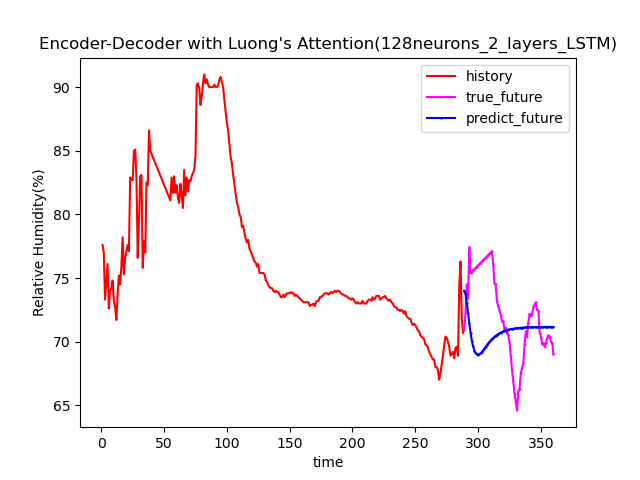 Encoder-Decoder with Luong's Attention(128neurons_2_layers_LSTM)
history
true_future
predict_future
90
85
80
75
70
65
Relative Humidity(%)
0 50 100 150 200 250 300 350
time